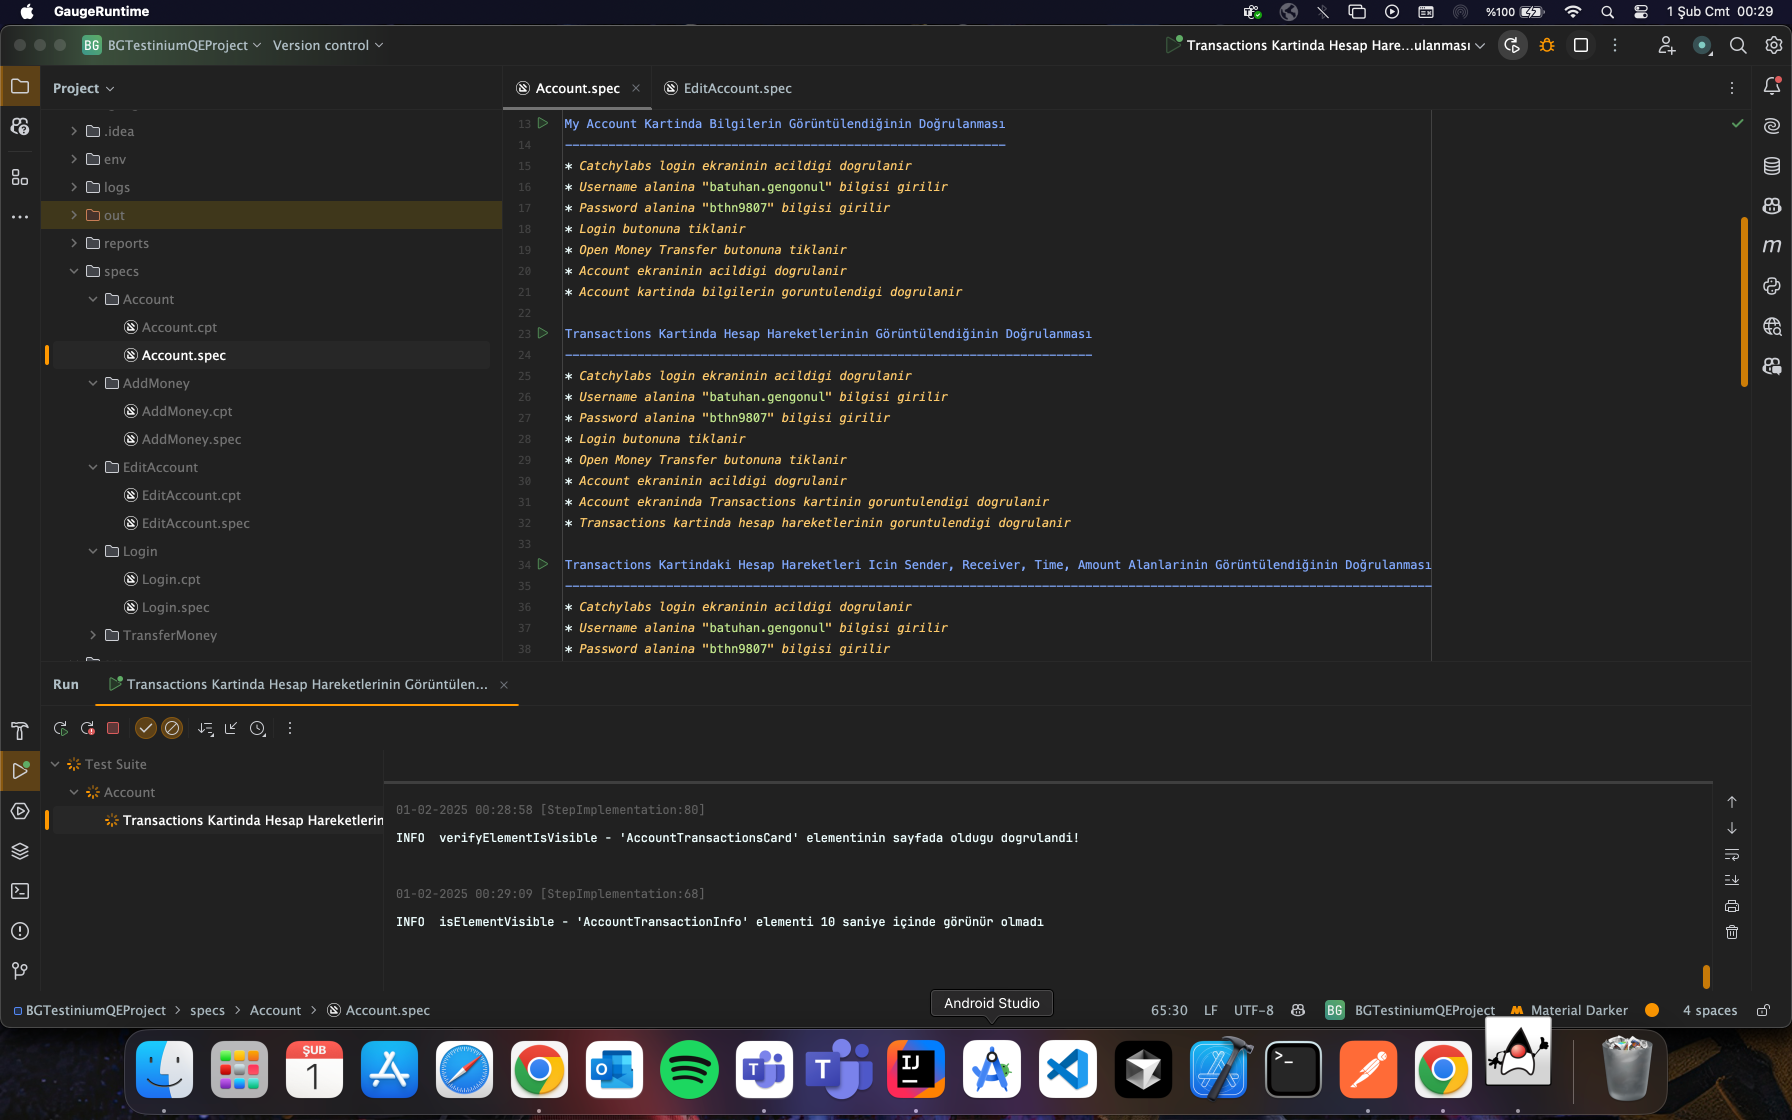 GaugeRuntime
%100
1 Şub Cmt 00:29
BG BGTestiniumQEProject Version control
Transactions Kartinda Hesap Hare...ulanması
Project
Account.spec
EditAccount.spec
.idea
env
logs
out
reports
specs
Account
Account.cpt
Account.spec
AddMoney
AddMoney.cpt
AddMoney.spec
EditAccount
EditAccount.cpt
EditAccount.spec
Login
Login.cpt
Login.spec
TransferMoney
13 My Account Kartinda Bilgilerin Görüntülendiğinin Doğrulanması
14 -------------------------------------------------------------
15 * Catchylabs login ekraninin acildigi dogrulanir
16 * Username alanina "batuhan.gengonul" bilgisi girilir
17 * Password alanina "bthn9807" bilgisi girilir
18 * Login butonuna tiklanir
19 * Open Money Transfer butonuna tiklanir
20 * Account ekraninin acildigi dogrulanir
21 * Account kartinda bilgilerin goruntulendigi dogrulanir
22
23 Transactions Kartinda Hesap Hareketlerinin Görüntülendiğinin Doğrulanması
24 -------------------------------------------------------------------------
25 * Catchylabs login ekraninin acildigi dogrulanir
26 * Username alanina "batuhan.gengonul" bilgisi girilir
27 * Password alanina "bthn9807" bilgisi girilir
28 * Login butonuna tiklanir
29 * Open Money Transfer butonuna tiklanir
30 * Account ekraninin acildigi dogrulanir
31 * Account ekraninda Transactions kartinin goruntulendigi dogrulanir
32 * Transactions kartinda hesap hareketlerinin goruntulendigi dogrulanir
33
34 Transactions Kartindaki Hesap Hareketleri Icin Sender, Receiver, Time, Amount Alanlarinin Görüntülendiğinin Doğrulanması
35 ------------------------------------------------------------------------------------------------------------------------
36 * Catchylabs login ekraninin acildigi dogrulanir
37 * Username alanina "batuhan.gengonul" bilgisi girilir
38 * Password alanina "bthn9807" bilgisi girilir
Run
Transactions Kartinda Hesap Hareketlerinin Görüntülen...
Test Suite
Account
Transactions Kartinda Hesap Hareketlerin
01-02-2025 00:28:58 [StepImplementation:80]
INFO verifyElementIsVisible - 'AccountTransactionsCard' elementinin sayfada oldugu dogrulandi!
01-02-2025 00:29:09 [StepImplementation:68]
INFO isElementVisible - 'AccountTransactionInfo' elementi 10 saniye içinde görünür olmadı
BGTestiniumQEProject > specs > Account > Account.spec
65:30 LF UTF-8 BG BGTestiniumQEProject Material Darker 4 spaces
Android Studio
ŞUB
1
IJ